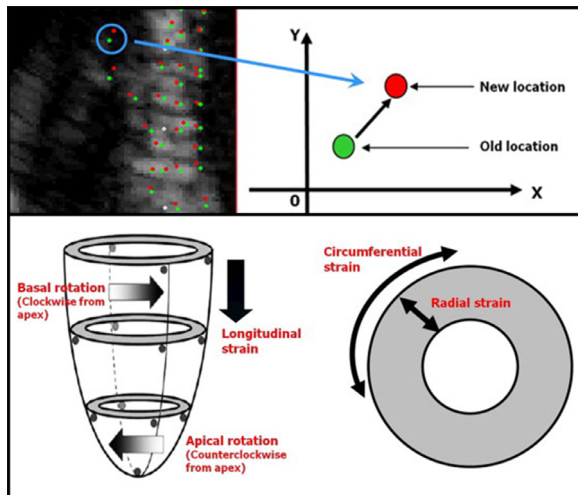 Y
New location
Old location
0
X
Basal rotation
(Clockwise from
apex)
Longitudinal
strain
Apical rotation
(Counterclockwise
from apex)
Circumferential
strain
Radial strain